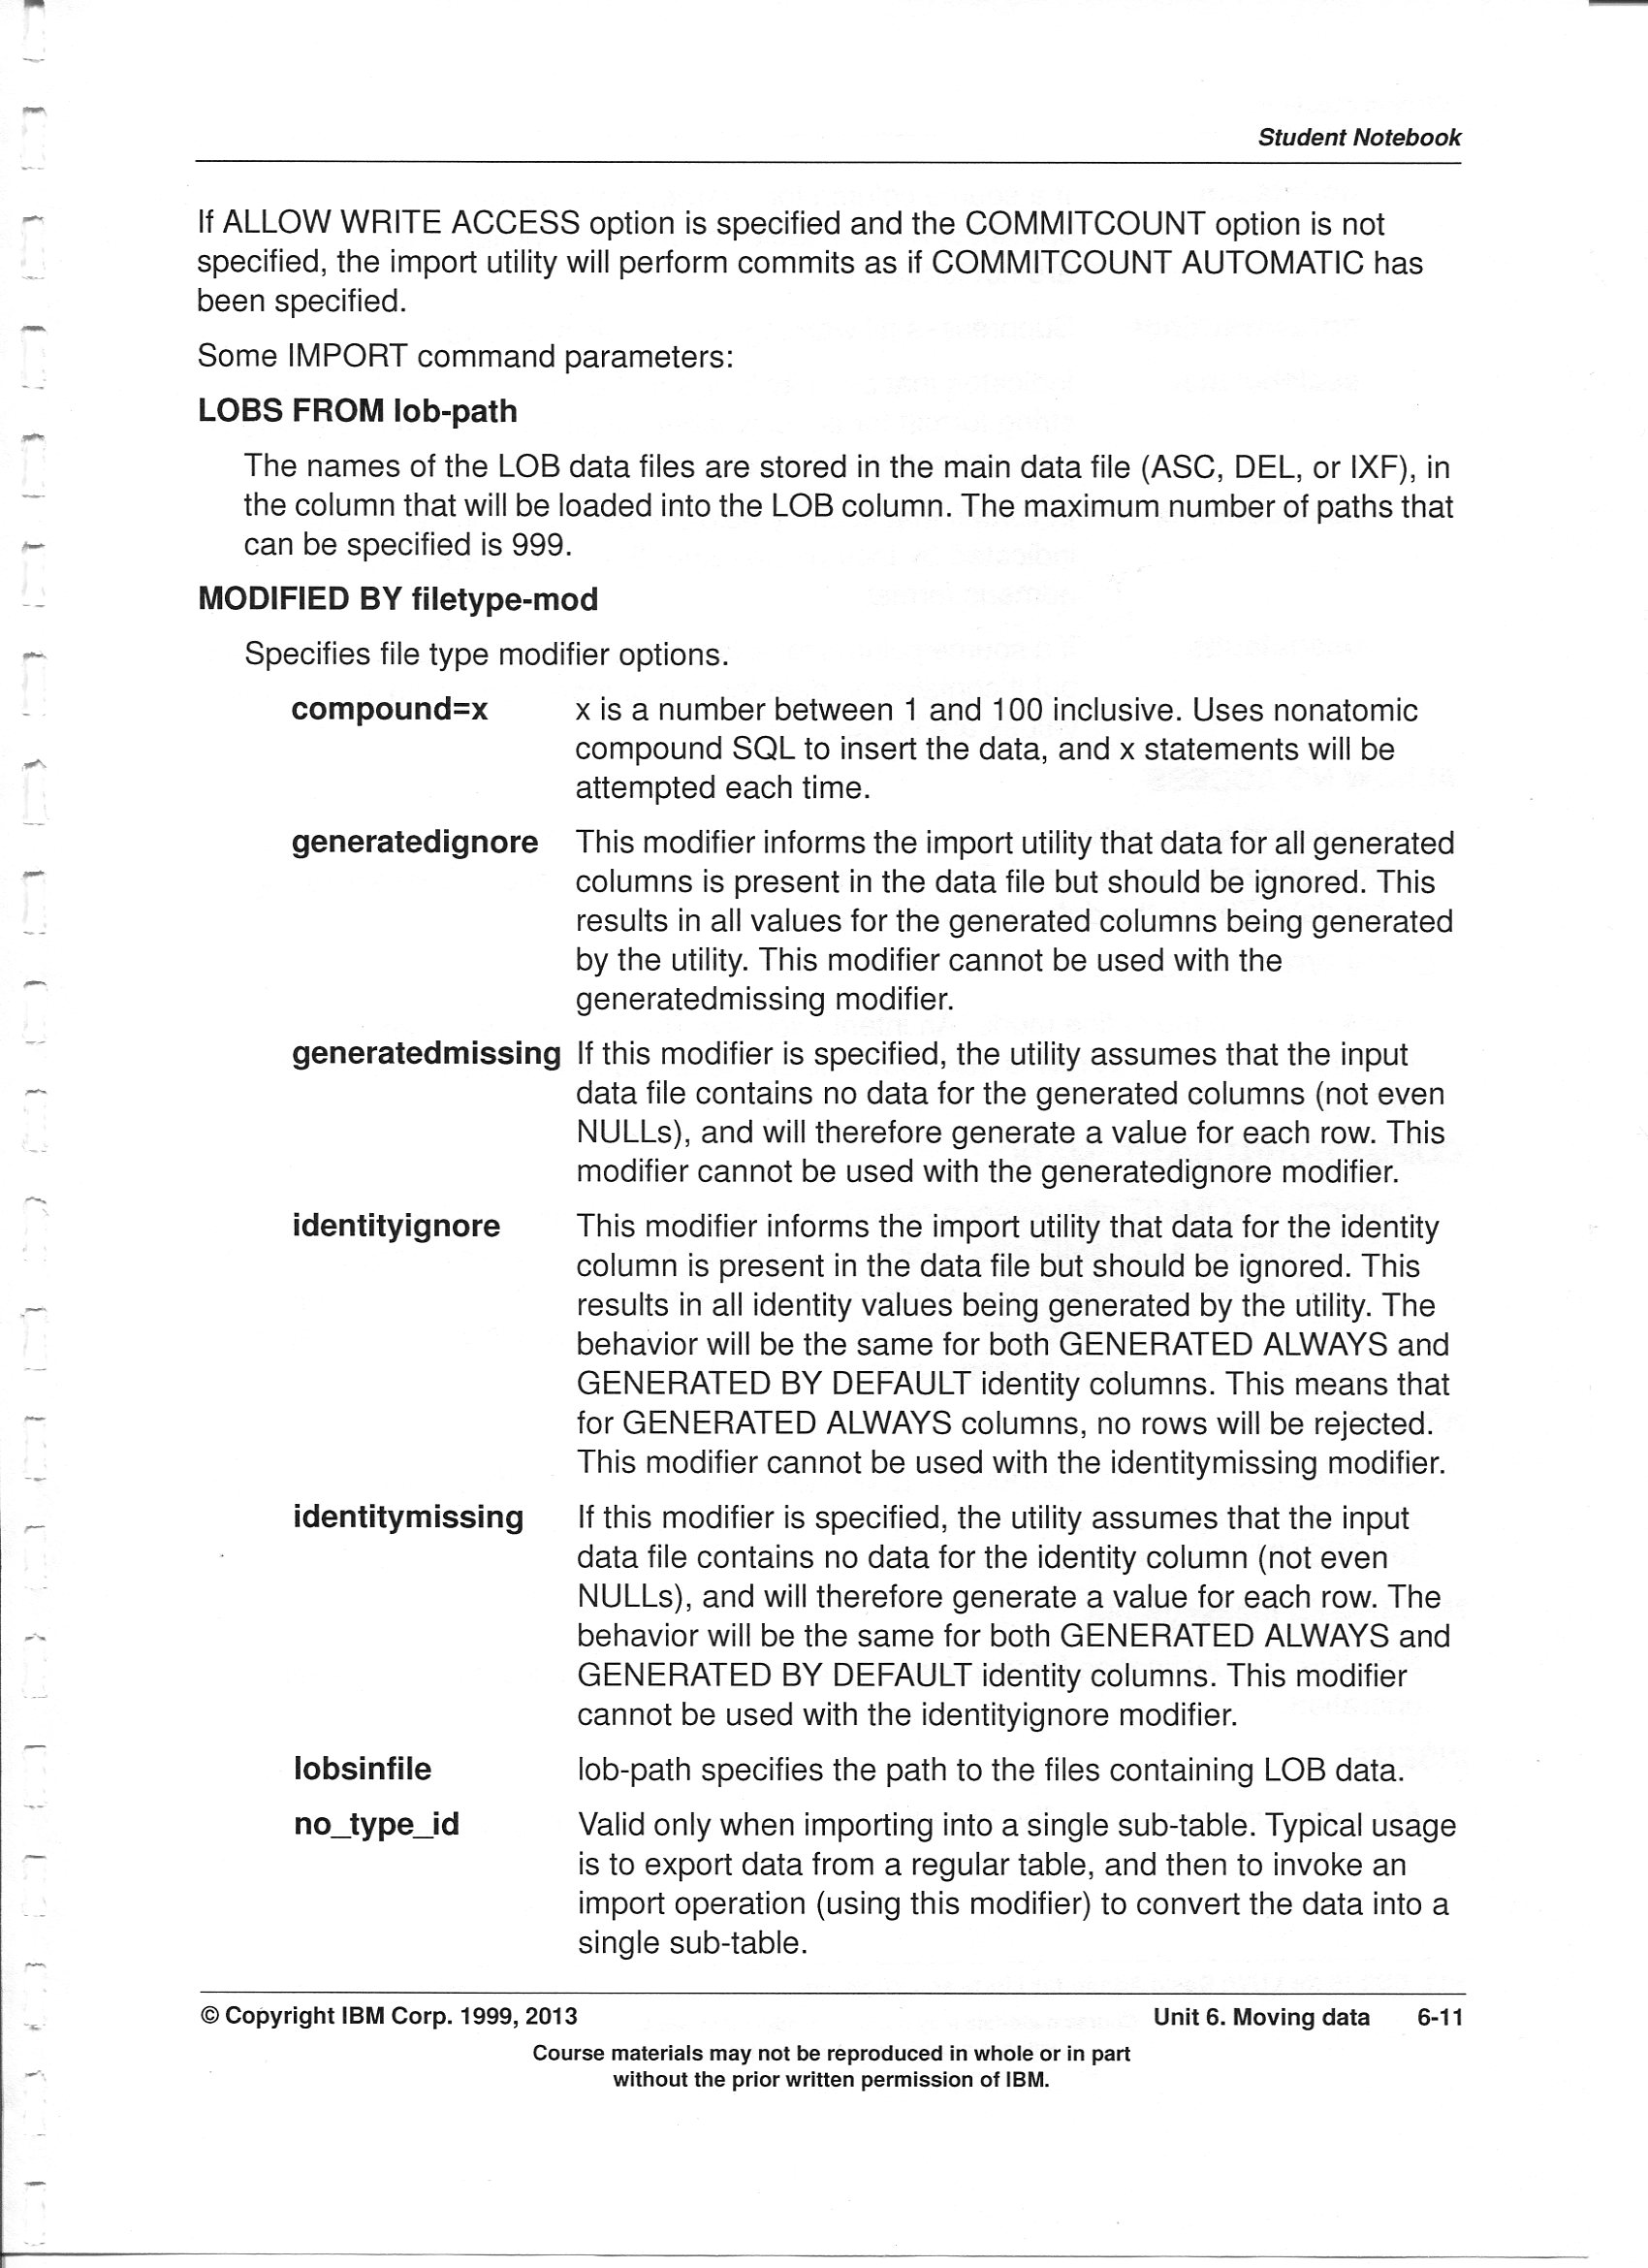 Student Notebook
If ALLOW WRITE ACCESS option is specified and the COMMITCOUNT option is not
specified, the import utility will perform commits as if COMMITCOUNT AUTOMATIC has
been specified.
Some IMPORT command parameters:
LOBS FROM lob-path
The names of the LOB data files are stored in the main data file (ASC, DEL, or IXF), in
the column that will be loaded into the LOB column. The maximum number of paths that
can be specified is 999.
MODIFIED BY filetype-mod
Specifies file type modifier options.
compound=x x is a number between 1 and 100 inclusive. Uses nonatomic
compound SQL to insert the data, and x statements will be
attempted each time.
generatedignore This modifier informs the import utility that data for all generated
columns is present in the data file but should be ignored. This
results in all values for the generated columns being generated
by the utility. This modifier cannot be used with the
generatedmissing modifier.
generatedmissing If this modifier is specified, the utility assumes that the input
data file contains no data for the generated columns (not even
NULLs), and will therefore generate a value for each row. This
modifier cannot be used with the generatedignore modifier.
identityignore This modifier informs the import utility that data for the identity
column is present in the data file but should be ignored. This
results in all identity values being generated by the utility. The
behavior will be the same for both GENERATED ALWAYS and
GENERATED BY DEFAULT identity columns. This means that
for GENERATED ALWAYS columns, no rows will be rejected.
This modifier cannot be used with the identitymissing modifier.
identitymissing If this modifier is specified, the utility assumes that the input
data file contains no data for the identity column (not even
NULLs), and will therefore generate a value for each row. The
behavior will be the same for both GENERATED ALWAYS and
GENERATED BY DEFAULT identity columns. This modifier
cannot be used with the identityignore modifier.
lobsinfile lob-path specifies the path to the files containing LOB data.
no_type_id Valid only when importing into a single sub-table. Typical usage
is to export data from a regular table, and then to invoke an
import operation (using this modifier) to convert the data into a
single sub-table.
© Copyright IBM Corp. 1999, 2013 Unit 6. Moving data 6-11
Course materials may not be reproduced in whole or in part
without the prior written permission of IBM.